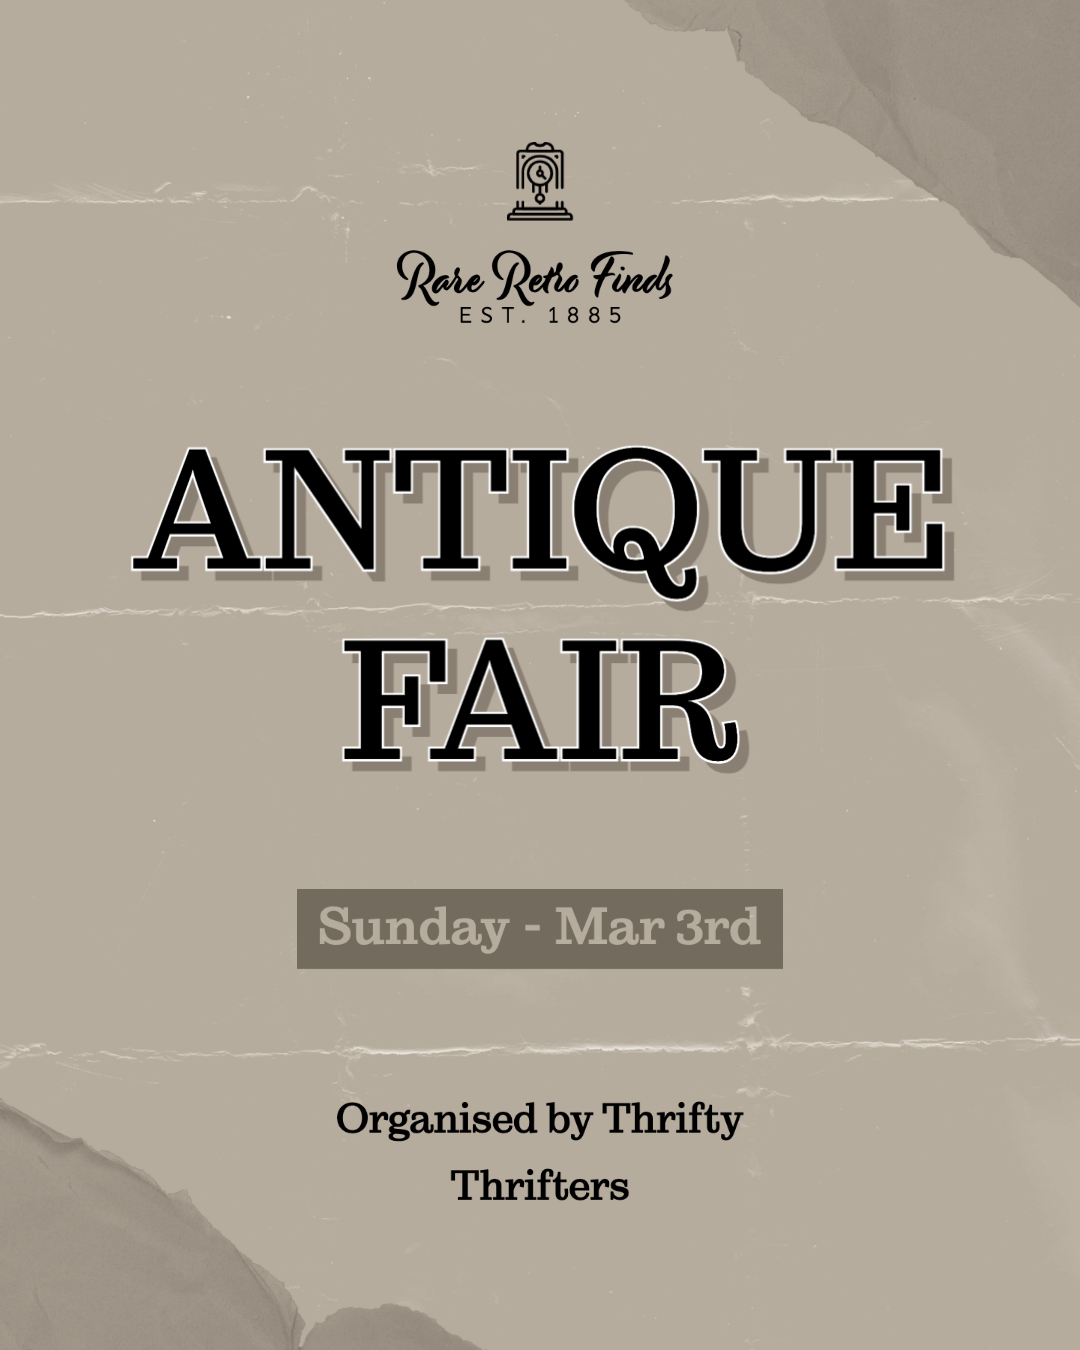 Rare Retro Finds
EST. 1885
ANTIQUE
FAIR
Sunday - Mar 3rd
Organised by Thrifty
Thrifters